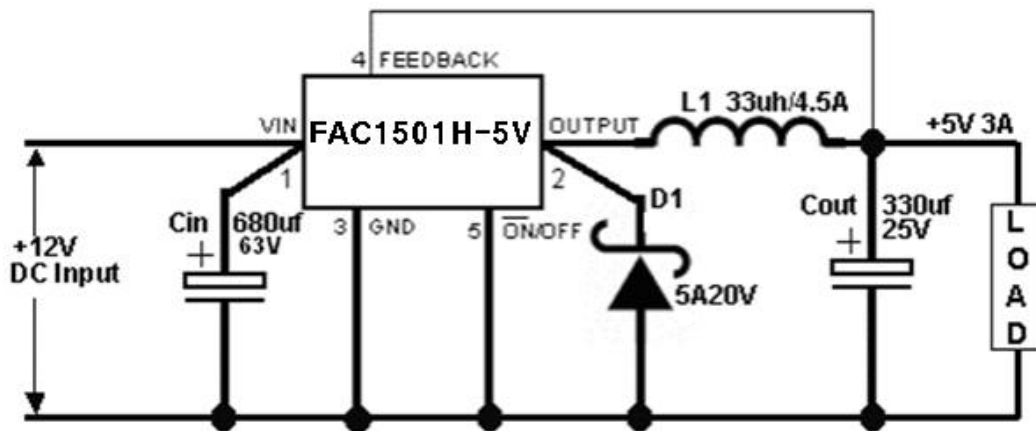 4 FEEDBACK
L1 33uh/4.5A
VIN
FAC1501H-5V
OUTPUT
+5V 3A
1
2
D1
Cin
680uf
63V
3
GND
5
ON/OFF
Cout
330uf
25V
+12V
DC Input
+
+
5A20V
LOAD